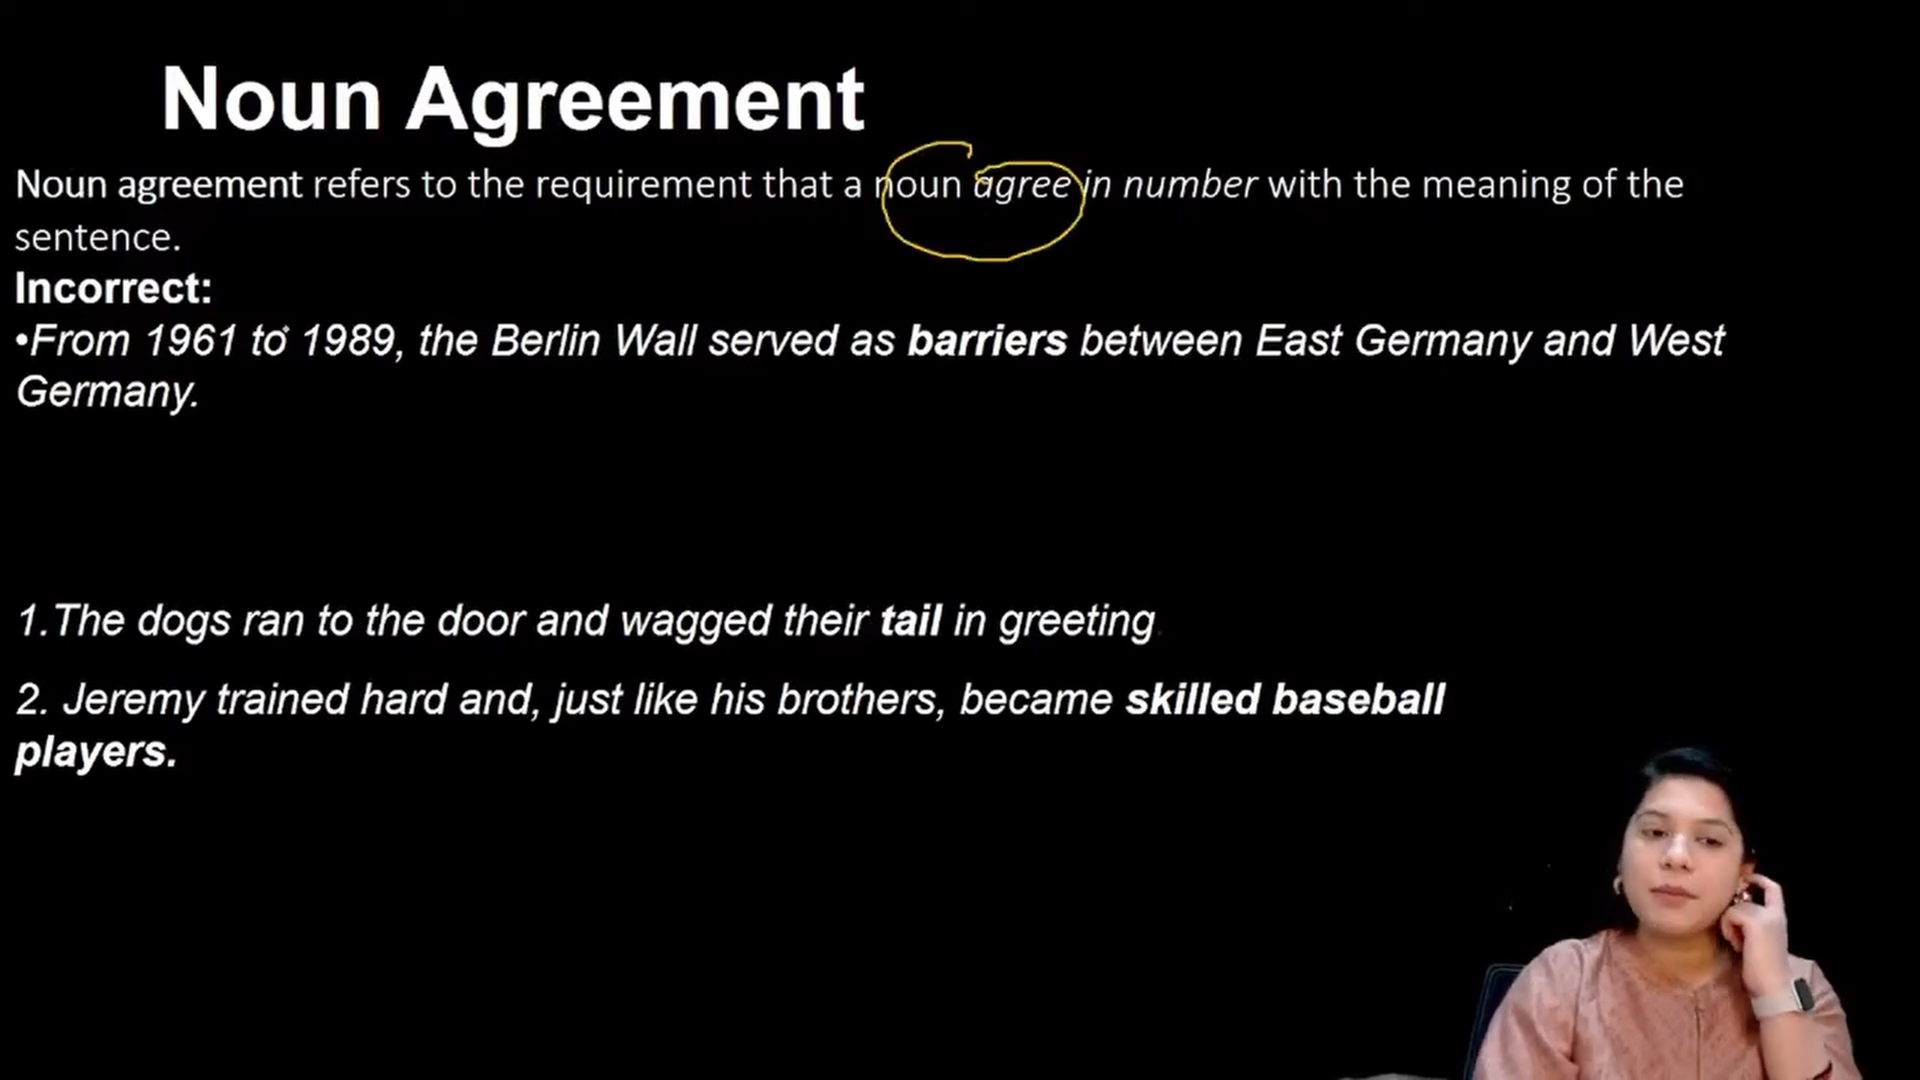 Noun Agreement
Noun agreement refers to the requirement that a noun agree in number with the meaning of the
sentence.
Incorrect:
•From 1961 to 1989, the Berlin Wall served as barriers between East Germany and West
Germany.
1.The dogs ran to the door and wagged their tail in greeting
2. Jeremy trained hard and, just like his brothers, became skilled baseball
players.